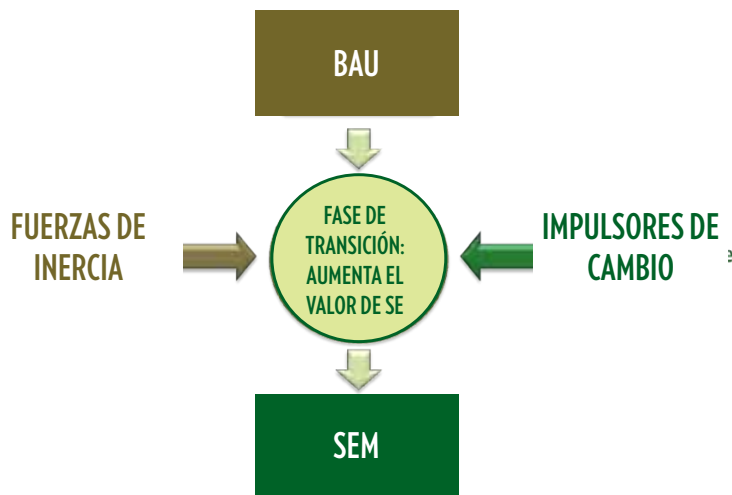 BAU
FUERZAS DE
INERCIA
FASE DE
TRANSICIÓN:
AUMENTA EL
VALOR DE SE
IMPULSORES DE
CAMBIO
e
SEM